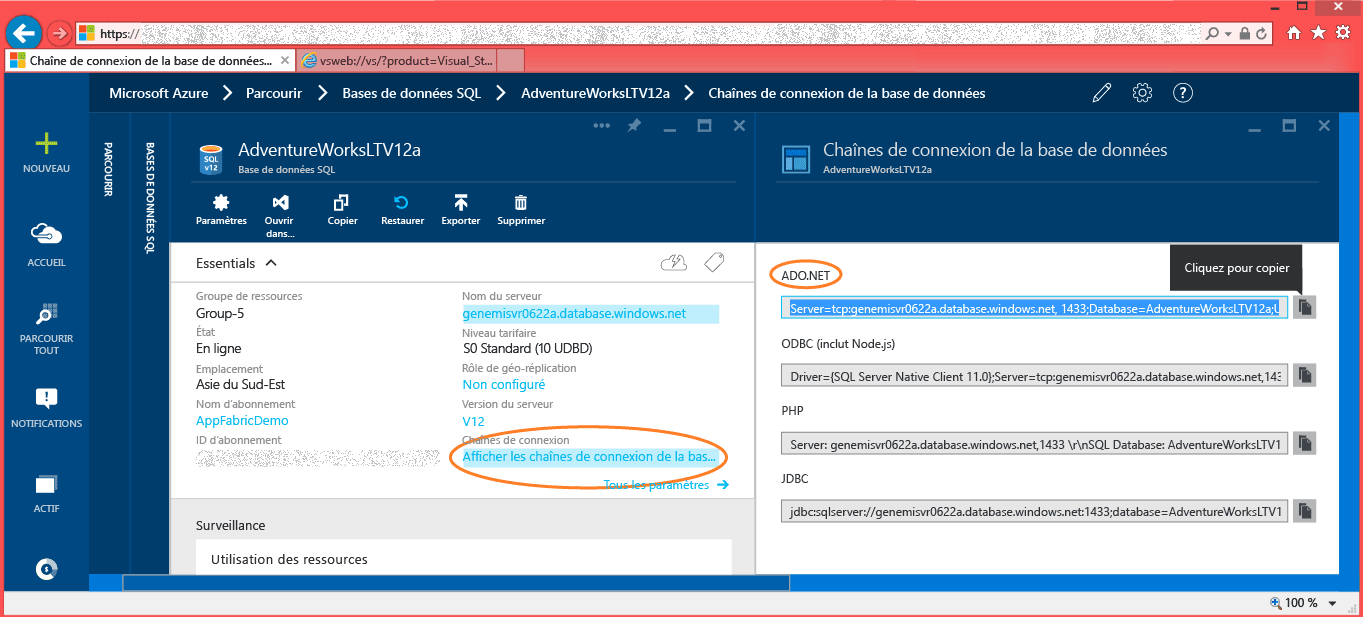 https://
Chaîne de connexion de la base de données...
vsweb://vs/?product=Visual_St...
Microsoft Azure
Parcourir
Bases de données SQL
AdventureWorksLTV12a
Chaînes de connexion de la base de données
NOUVEAU
ACCUEIL
PARCOURIR
TOUT
NOTIFICATIONS
ACTIF
PARCOURIR
BASES DE DONNÉES SQL
SQL
v12
AdventureWorksLTV12a
Base de données SQL
Paramètres
Ouvrir
dans...
Copier
Restaurer
Exporter
Supprimer
Essentials
Groupe de ressources
Group-5
État
En ligne
Emplacement
Asie du Sud-Est
Nom d'abonnement
AppFabricDemo
ID d'abonnement
Nom du serveur
genemisvr0622a.database.windows.net
Niveau tarifaire
S0 Standard (10 UDBD)
Rôle de géo-réplication
Non configuré
Version du serveur
V12
Chaînes de connexion
Afficher les chaînes de connexion de la bas...
Tous les paramètres
Surveillance
Utilisation des ressources
Chaînes de connexion de la base de données
AdventureWorksLTV12a
Cliquez pour copier
ADO.NET
Server=tcp:genemisvr0622a.database.windows.net, 1433;Database=AdventureWorksLTV12a;U
ODBC (inclut Node.js)
Driver={SQL Server Native Client 11.0};Server=tcp:genemisvr0622a.database.windows.net,143
PHP
Server: genemisvr0622a.database.windows.net,1433 \r\nSQL Database: AdventureWorksLTV1
JDBC
jdbc:sqlserver://genemisvr0622a.database.windows.net:1433;database=AdventureWorksLTV1
100 %